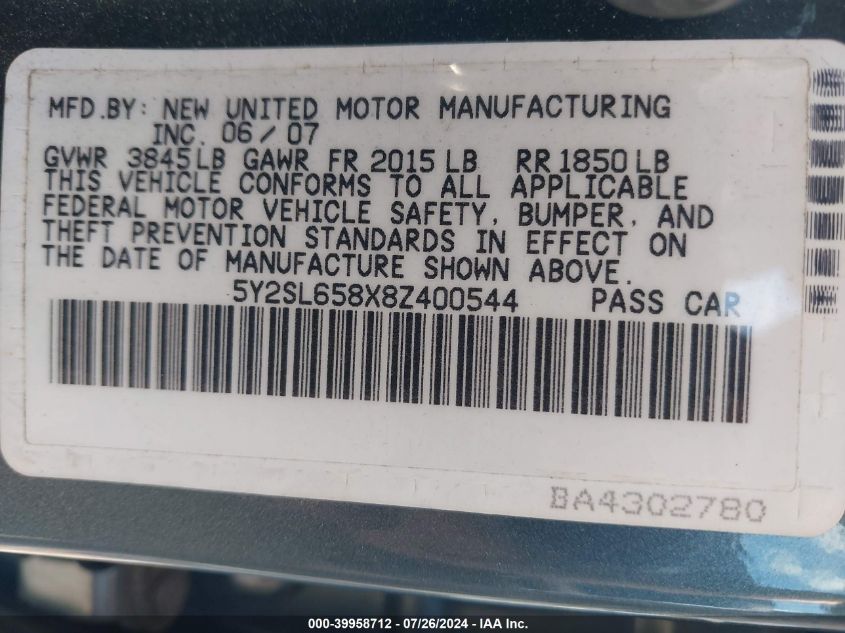 MFD.BY: NEW UNITED MOTOR MANUFACTURING
INC. 06/07
GVWR 3845LB GAWR FR 2015LB RR1850LB
THIS VEHICLE CONFORMS TO ALL APPLICABLE
FEDERAL MOTOR VEHICLE SAFETY, BUMPER, AND
THEFT PREVENTION STANDARDS IN EFFECT ON
THE DATE OF MANUFACTURE SHOWN ABOVE.
5Y2SL658X8Z400544 PASS CAR
BA4302780
000-39958712 - 07/26/2024 - IAA Inc.